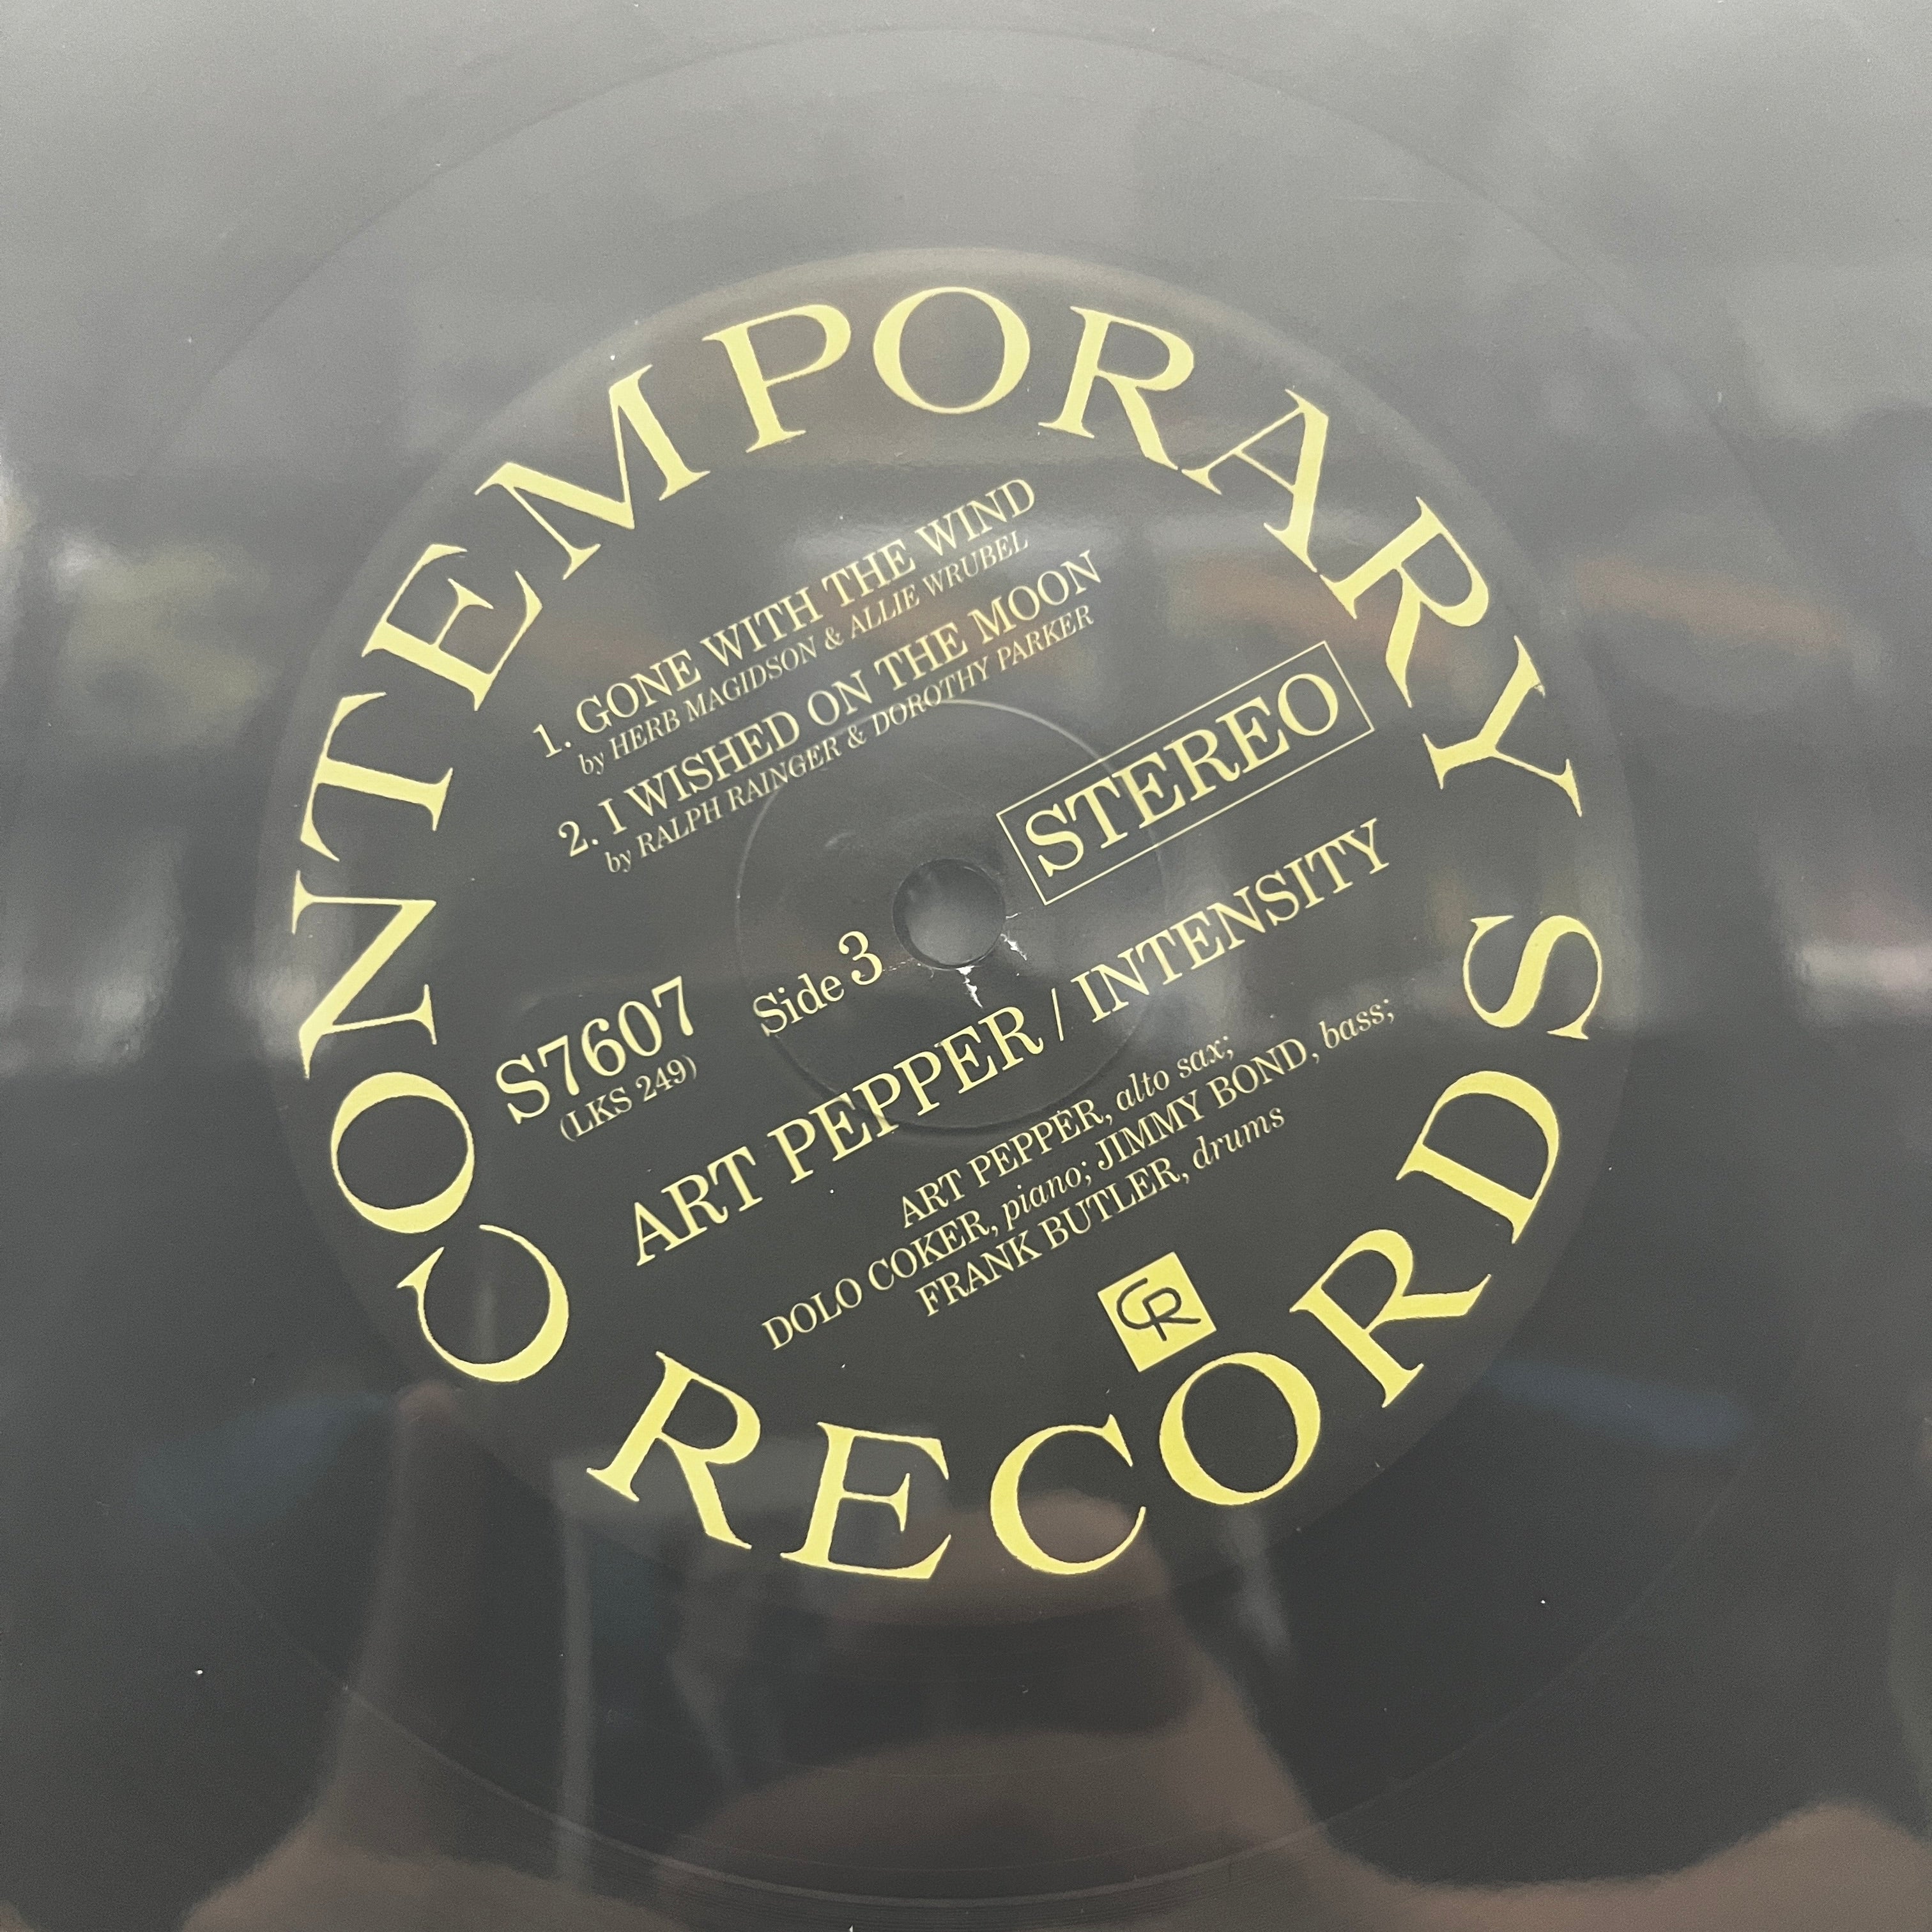 CONTEMPORARY RECORDS
1. GONE WITH THE WIND
by HERB MAGIDSON & ALLIE WRUBEL
2. I WISHED ON THE MOON
by RALPH RAINGER & DOROTHY PARKER
STEREO
S7607
(LKS 249)
Side 3
ART PEPPER / INTENSITY
ART PEPPER, alto sax;
DOLO COKER, piano; JIMMY BOND, bass;
FRANK BUTLER, drums
CR